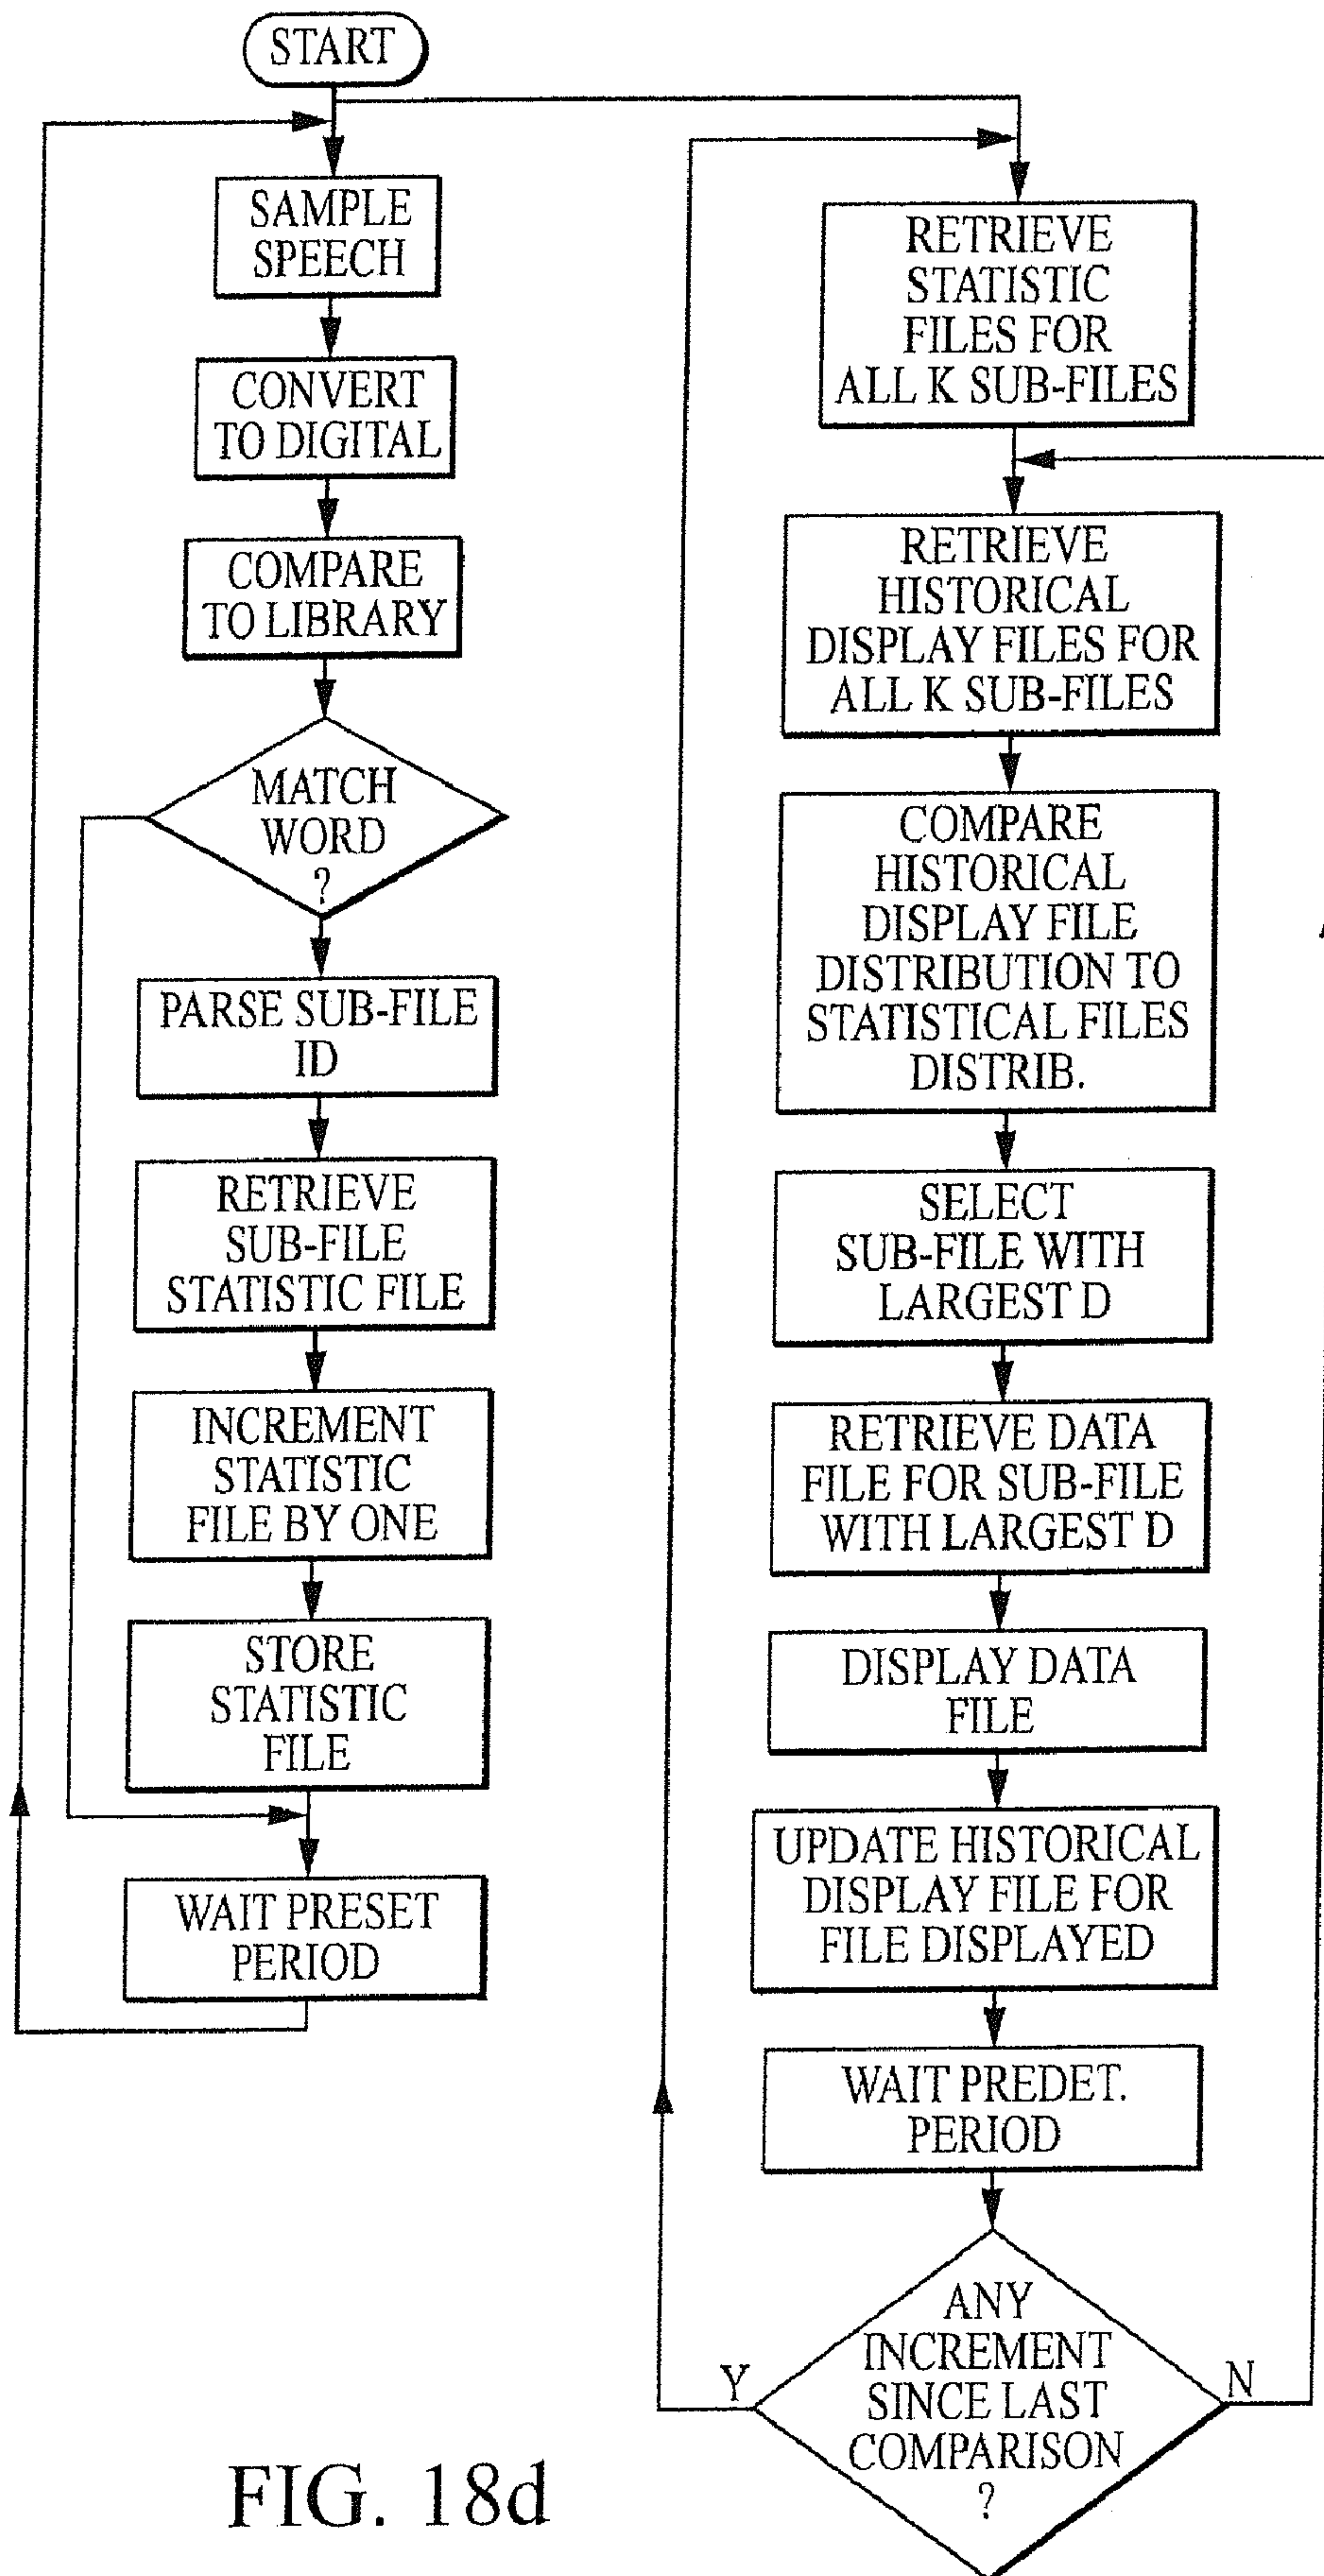 START
SAMPLE
SPEECH
CONVERT
TO DIGITAL
COMPARE
TO LIBRARY
MATCH
WORD
?
PARSE SUB-FILE
ID
RETRIEVE
SUB-FILE
STATISTIC FILE
INCREMENT
STATISTIC
FILE BY ONE
STORE
STATISTIC
FILE
WAIT PRESET
PERIOD
RETRIEVE
STATISTIC
FILES FOR
ALL K SUB-FILES
RETRIEVE
HISTORICAL
DISPLAY FILES FOR
ALL K SUB-FILES
COMPARE
HISTORICAL
DISPLAY FILE
DISTRIBUTION TO
STATISTICAL FILES
DISTRIB.
SELECT
SUB-FILE WITH
LARGEST D
RETRIEVE DATA
FILE FOR SUB-FILE
WITH LARGEST D
DISPLAY DATA
FILE
UPDATE HISTORICAL
DISPLAY FILE FOR
FILE DISPLAYED
WAIT PREDET.
PERIOD
ANY
INCREMENT
SINCE LAST
COMPARISON
?
Y
N
FIG. 18d